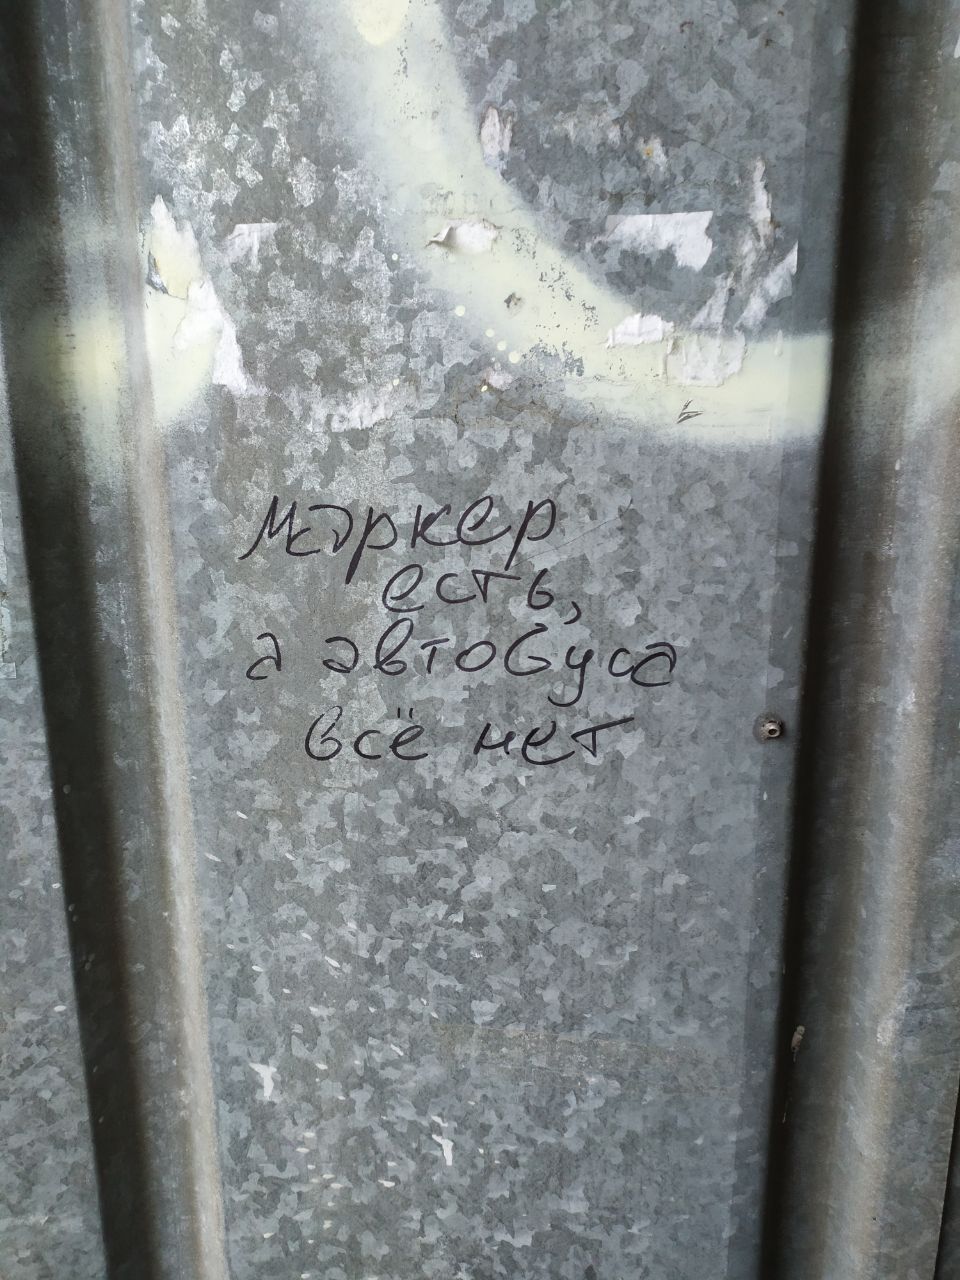 маркер
есть,
а автобуса
всё нет